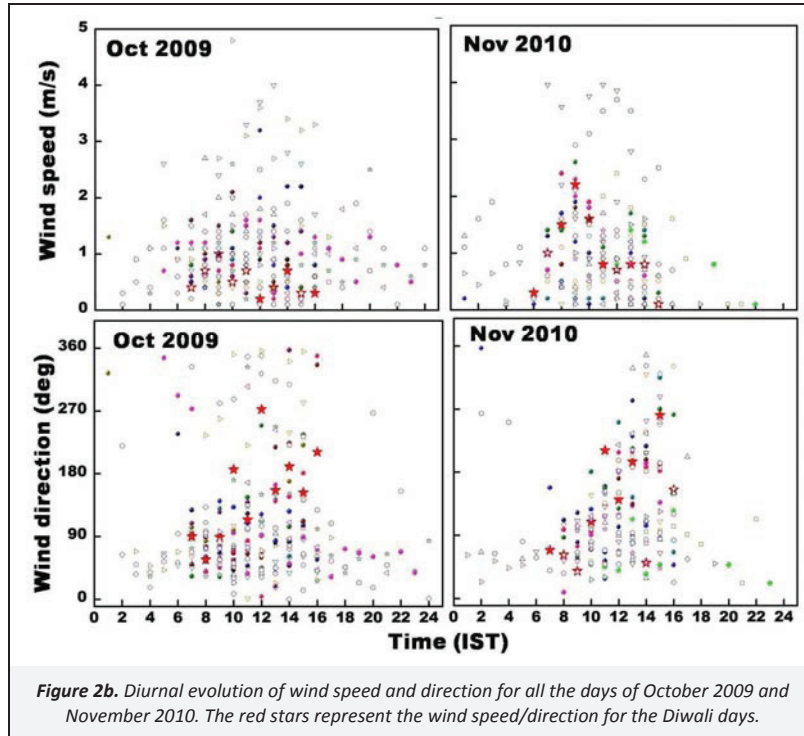 Oct 2009
Nov 2010
Wind speed (m/s)
5
4
3
2
1
0
Oct 2009
Nov 2010
Wind direction (deg)
360
270
180
90
0
0 2 4 6 8 10 12 14 16 18 20 22 24
0 2 4 6 8 10 12 14 16 18 20 22 24
Time (IST)
Figure 2b. Diurnal evolution of wind speed and direction for all the days of October 2009 and
November 2010. The red stars represent the wind speed/direction for the Diwali days.